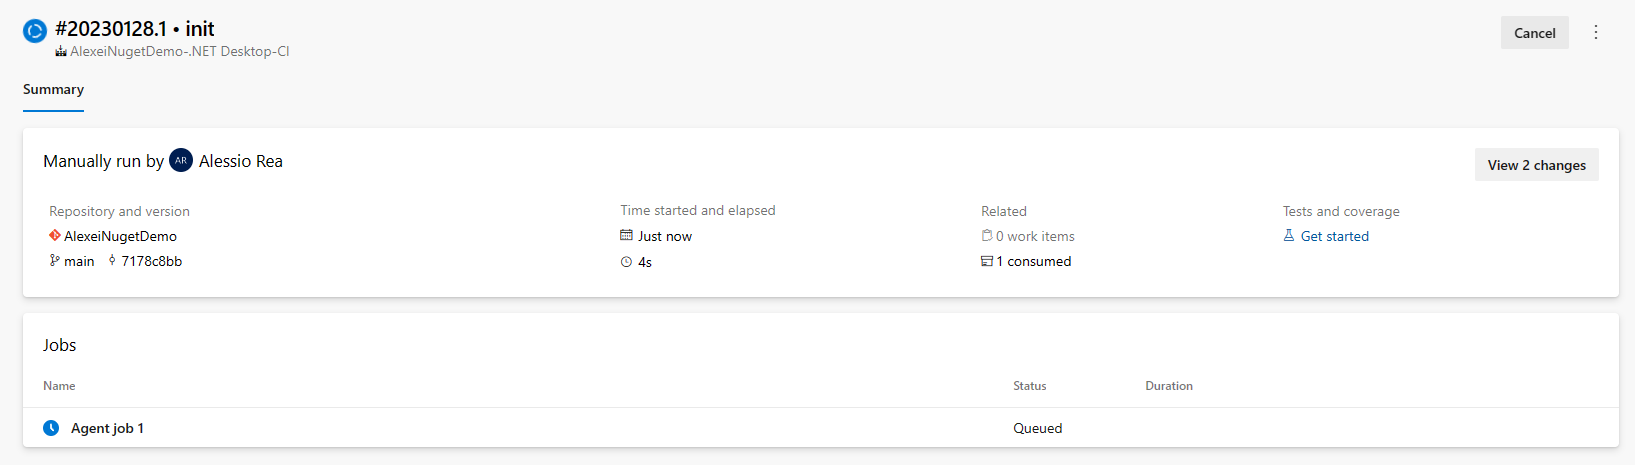 #20230128.1 • init
AlexeiNugetDemo-.NET Desktop-CI
Cancel
Summary
Manually run by AR Alessio Rea
View 2 changes
Repository and version
AlexeiNugetDemo
main 7178c8bb
Time started and elapsed
Just now
4s
Related
0 work items
1 consumed
Tests and coverage
Get started
Jobs
Name Status Duration
Agent job 1 Queued